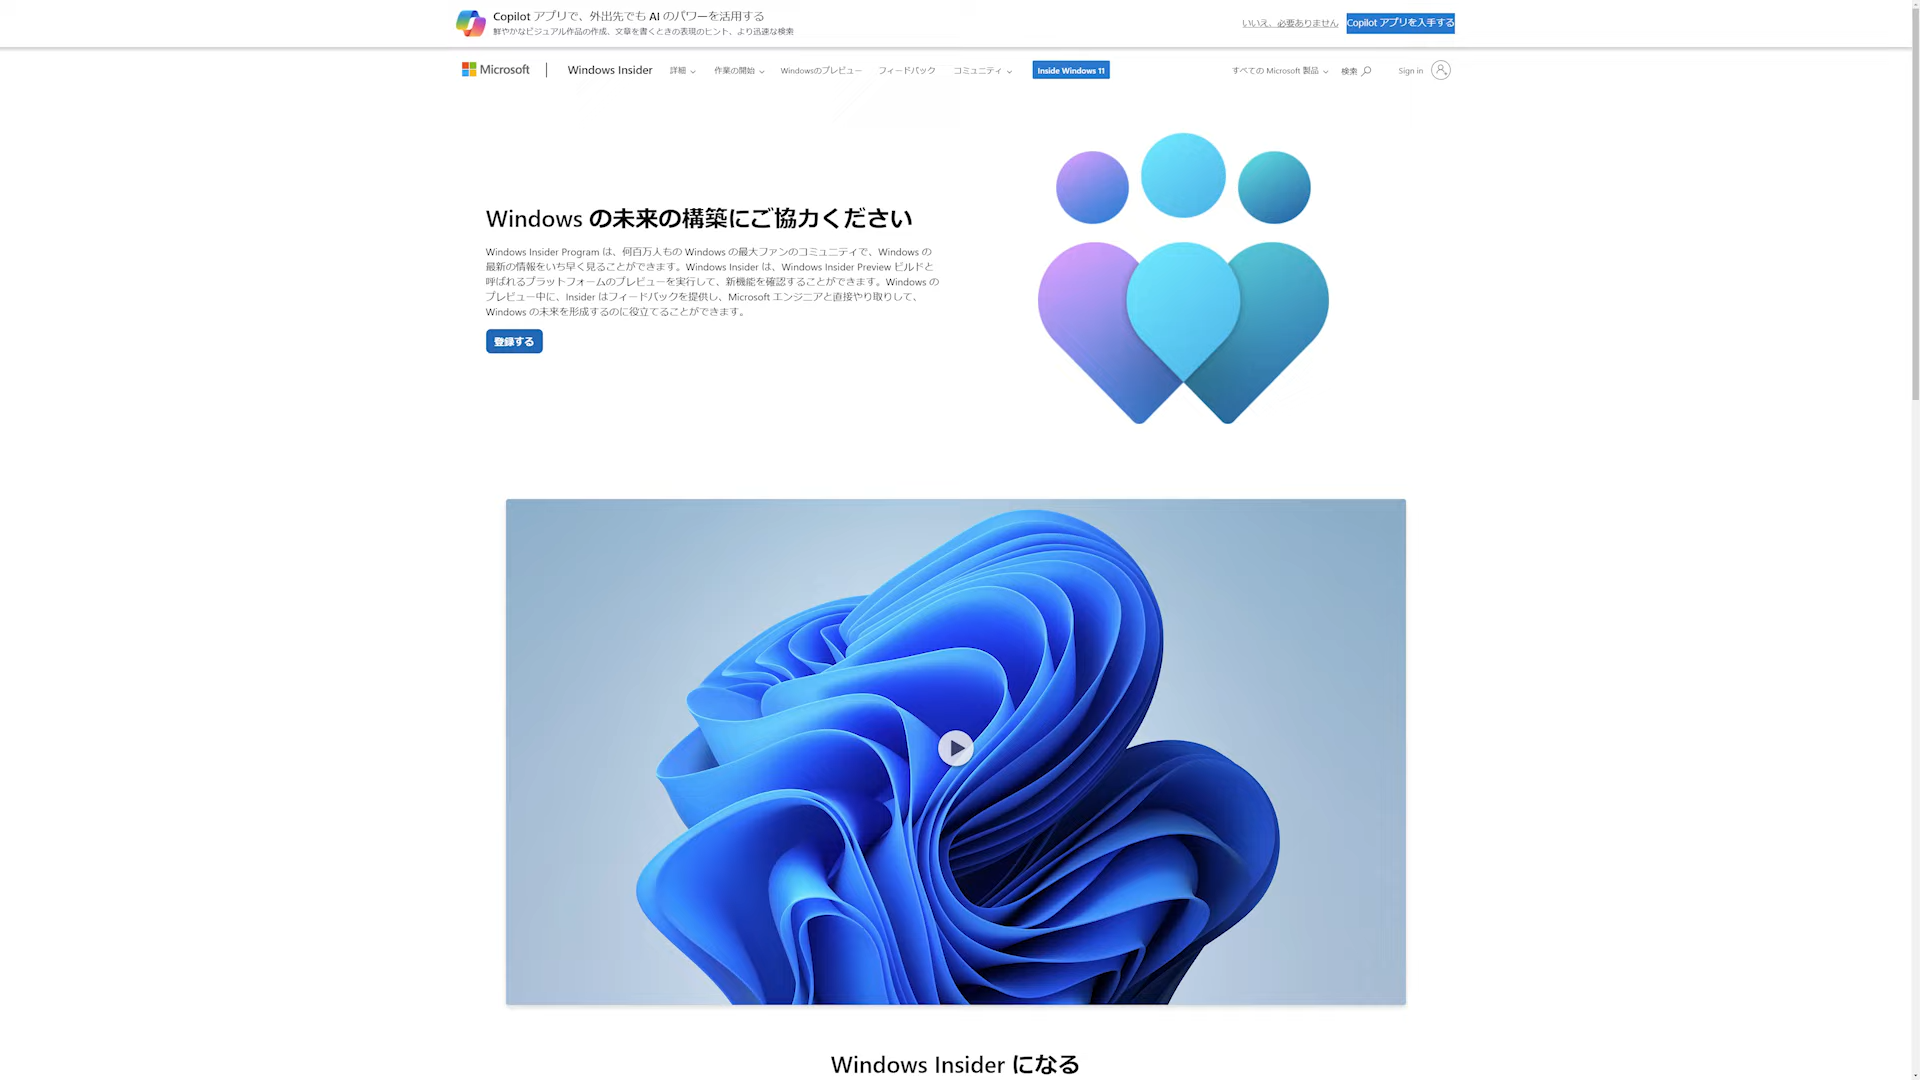 Copilot アプリで、外出先でも AI のパワーを活用する
鮮やかなビジュアル作品の作成、文章を書くときの表現のヒント、より迅速な検索
いいえ、必要ありません
Copilot アプリを入手する
Microsoft
Windows Insider
詳細
作業の開始
Windowsのプレビュー
フィードバック
コミュニティ
Inside Windows 11
すべての Microsoft 製品
検索
Sign in
Windows の未来の構築にご協力ください
Windows Insider Program は、何百万人もの Windows の最大ファンのコミュニティで、Windows の
最新の情報をいち早く見ることができます。Windows Insider は、Windows Insider Preview ビルドと
呼ばれるプラットフォームのプレビューを実行して、新機能を確認することができます。Windows の
プレビュー中に、Insider はフィードバックを提供し、Microsoft エンジニアと直接やり取りして、
Windows の未来を形成するのに役立てることができます。
登録する
Windows Insider になる